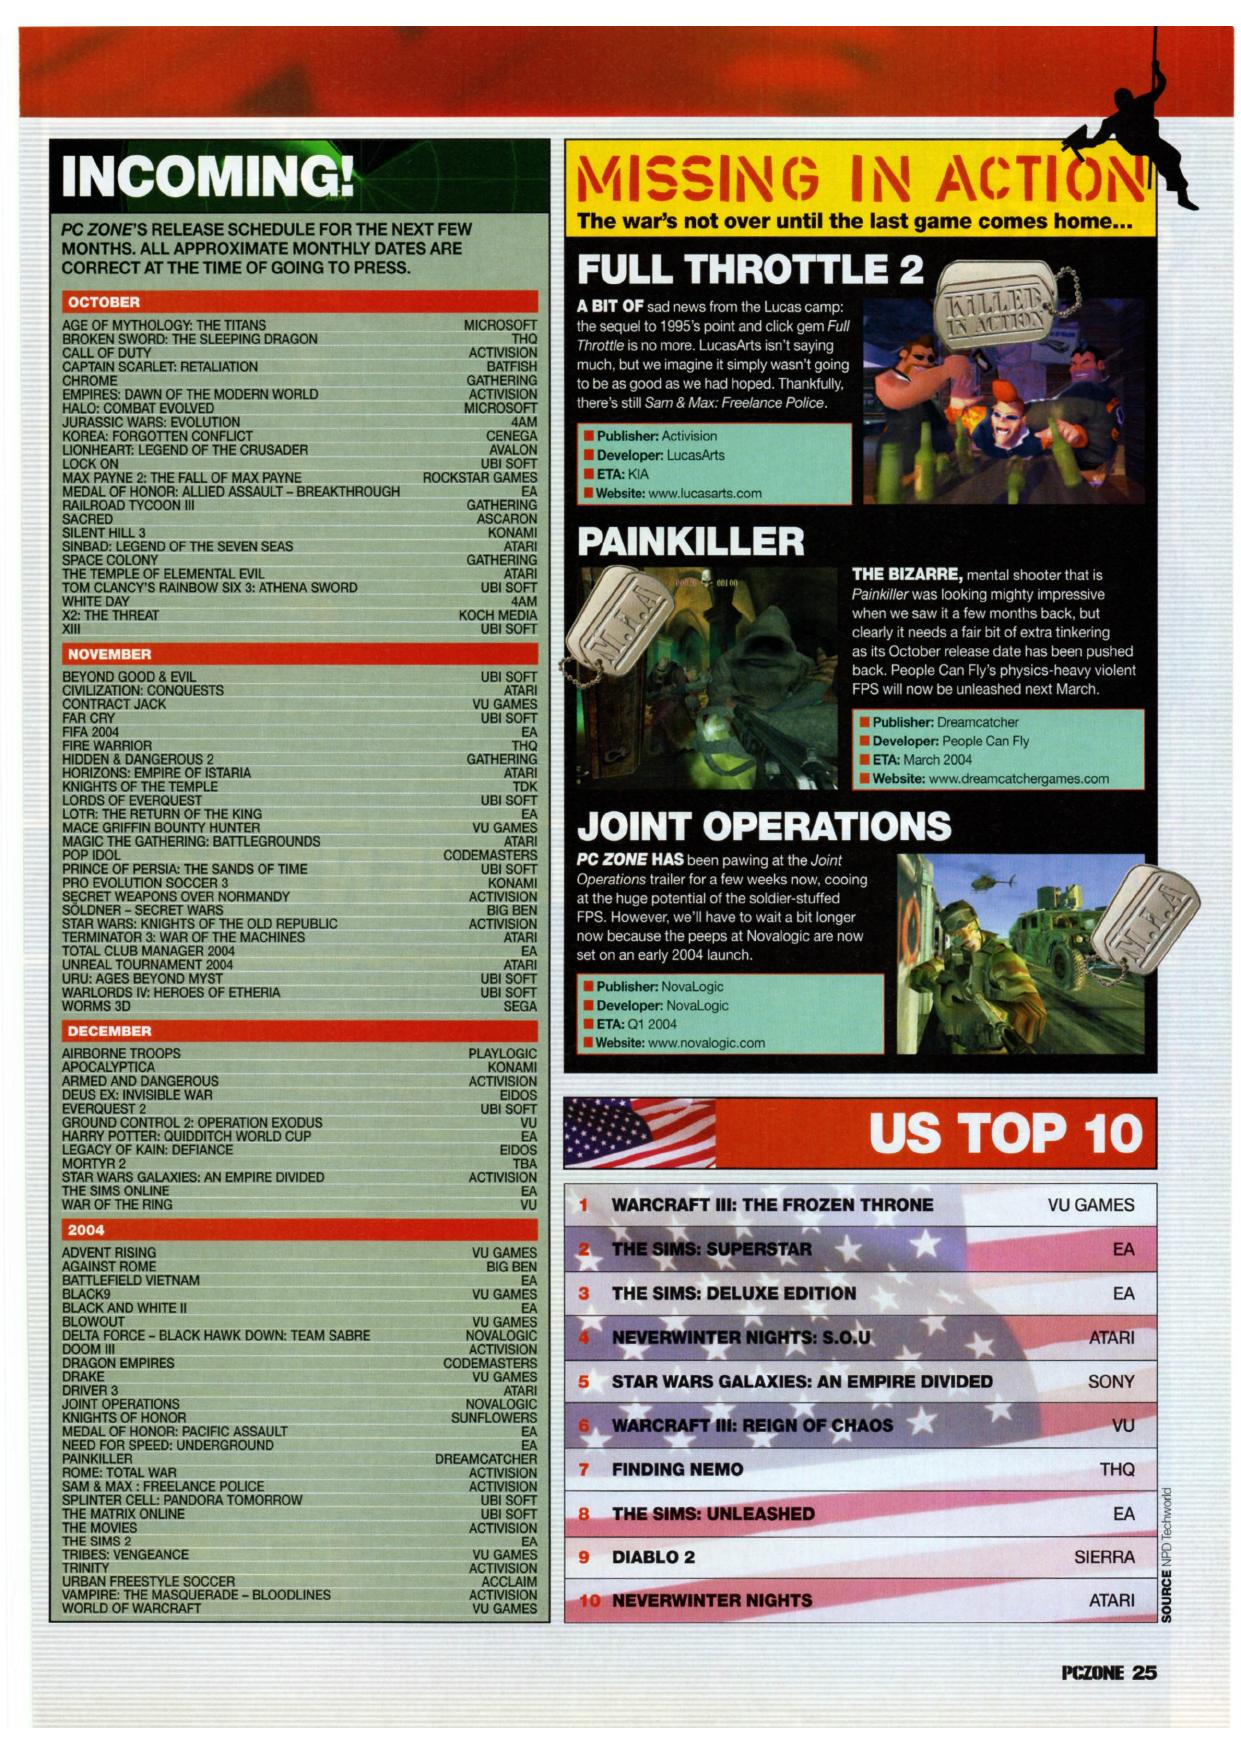 INCOMING!
PC ZONE'S RELEASE SCHEDULE FOR THE NEXT FEW
MONTHS. ALL APPROXIMATE MONTHLY DATES ARE
CORRECT AT THE TIME OF GOING TO PRESS.
OCTOBER
AGE OF MYTHOLOGY: THE TITANS MICROSOFT
BROKEN SWORD: THE SLEEPING DRAGON THQ
CALL OF DUTY ACTIVISION
CAPTAIN SCARLET: RETALIATION BATFISH
CHROME GATHERING
EMPIRES: DAWN OF THE MODERN WORLD ACTIVISION
HALO: COMBAT EVOLVED MICROSOFT
JURASSIC WARS: EVOLUTION 4AM
KOREA: FORGOTTEN CONFLICT CENEGA
LIONHEART: LEGEND OF THE CRUSADER AVALON
LOCK ON UBI SOFT
MAX PAYNE 2: THE FALL OF MAX PAYNE ROCKSTAR GAMES
MEDAL OF HONOR: ALLIED ASSAULT – BREAKTHROUGH EA
RAILROAD TYCOON III GATHERING
SACRED ASCARON
SILENT HILL 3 KONAMI
SINBAD: LEGEND OF THE SEVEN SEAS ATARI
SPACE COLONY GATHERING
THE TEMPLE OF ELEMENTAL EVIL ATARI
TOM CLANCY'S RAINBOW SIX 3: ATHENA SWORD UBI SOFT
WHITE DAY 4AM
X2: THE THREAT KOCH MEDIA
XIII UBI SOFT
NOVEMBER
BEYOND GOOD & EVIL UBI SOFT
CIVILIZATION: CONQUESTS ATARI
CONTRACT JACK VU GAMES
FAR CRY UBI SOFT
FIFA 2004 EA
FIRE WARRIOR THQ
HIDDEN & DANGEROUS 2 GATHERING
HORIZONS: EMPIRE OF ISTARIA ATARI
KNIGHTS OF THE TEMPLE TDK
LORDS OF EVERQUEST UBI SOFT
LOTR: THE RETURN OF THE KING EA
MACE GRIFFIN BOUNTY HUNTER VU GAMES
MAGIC THE GATHERING: BATTLEGROUNDS ATARI
POP IDOL CODEMASTERS
PRINCE OF PERSIA: THE SANDS OF TIME UBI SOFT
PRO EVOLUTION SOCCER 3 KONAMI
SECRET WEAPONS OVER NORMANDY ACTIVISION
SÖLDNER – SECRET WARS BIG BEN
STAR WARS: KNIGHTS OF THE OLD REPUBLIC ACTIVISION
TERMINATOR 3: WAR OF THE MACHINES ATARI
TOTAL CLUB MANAGER 2004 EA
UNREAL TOURNAMENT 2004 ATARI
URU: AGES BEYOND MYST UBI SOFT
WARLORDS IV: HEROES OF ETHERIA UBI SOFT
WORMS 3D SEGA
DECEMBER
AIRBORNE TROOPS PLAYLOGIC
APOCALYPTICA KONAMI
ARMED AND DANGEROUS ACTIVISION
DEUS EX: INVISIBLE WAR EIDOS
EVERQUEST 2 UBI SOFT
GROUND CONTROL 2: OPERATION EXODUS VU
HARRY POTTER: QUIDDITCH WORLD CUP EA
LEGACY OF KAIN: DEFIANCE EIDOS
MORTYR 2 TBA
STAR WARS GALAXIES: AN EMPIRE DIVIDED ACTIVISION
THE SIMS ONLINE EA
WAR OF THE RING VU
2004
ADVENT RISING VU GAMES
AGAINST ROME BIG BEN
BATTLEFIELD VIETNAM EA
BLACK9 VU GAMES
BLACK AND WHITE II EA
BLOWOUT VU GAMES
DELTA FORCE – BLACK HAWK DOWN: TEAM SABRE NOVALOGIC
DOOM III ACTIVISION
DRAGON EMPIRES CODEMASTERS
DRAKE VU GAMES
DRIVER 3 ATARI
JOINT OPERATIONS NOVALOGIC
KNIGHTS OF HONOR SUNFLOWERS
MEDAL OF HONOR: PACIFIC ASSAULT EA
NEED FOR SPEED: UNDERGROUND EA
PAINKILLER DREAMCATCHER
ROME: TOTAL WAR ACTIVISION
SAM & MAX : FREELANCE POLICE ACTIVISION
SPLINTER CELL: PANDORA TOMORROW UBI SOFT
THE MATRIX ONLINE UBI SOFT
THE MOVIES ACTIVISION
THE SIMS 2 EA
TRIBES: VENGEANCE VU GAMES
TRINITY ACTIVISION
URBAN FREESTYLE SOCCER ACCLAIM
VAMPIRE: THE MASQUERADE – BLOODLINES ACTIVISION
WORLD OF WARCRAFT VU GAMES
MISSING IN ACTION
The war's not over until the last game comes home...
FULL THROTTLE 2
KILLED
IN ACTION
A BIT OF sad news from the Lucas camp:
the sequel to 1995's point and click gem Full
Throttle is no more. LucasArts isn't saying
much, but we imagine it simply wasn't going
to be as good as we had hoped. Thankfully,
there's still Sam & Max: Freelance Police.
Publisher: Activision
Developer: LucasArts
ETA: KIA
Website: www.lucasarts.com
PAINKILLER
M.I.A
THE BIZARRE, mental shooter that is
Painkiller was looking mighty impressive
when we saw it a few months back, but
clearly it needs a fair bit of extra tinkering
as its October release date has been pushed
back. People Can Fly's physics-heavy violent
FPS will now be unleashed next March.
Publisher: Dreamcatcher
Developer: People Can Fly
ETA: March 2004
Website: www.dreamcatchergames.com
JOINT OPERATIONS
PC ZONE HAS been pawing at the Joint
Operations trailer for a few weeks now, cooing
at the huge potential of the soldier-stuffed
FPS. However, we'll have to wait a bit longer
now because the peeps at Novalogic are now
set on an early 2004 launch.
M.I.A
Publisher: NovaLogic
Developer: NovaLogic
ETA: Q1 2004
Website: www.novalogic.com
US TOP 10
1 WARCRAFT III: THE FROZEN THRONE VU GAMES
2 THE SIMS: SUPERSTAR EA
3 THE SIMS: DELUXE EDITION EA
4 NEVERWINTER NIGHTS: S.O.U ATARI
5 STAR WARS GALAXIES: AN EMPIRE DIVIDED SONY
6 WARCRAFT III: REIGN OF CHAOS VU
7 FINDING NEMO THQ
8 THE SIMS: UNLEASHED EA
9 DIABLO 2 SIERRA
10 NEVERWINTER NIGHTS ATARI
SOURCE NPD Techworld
PCZONE 25